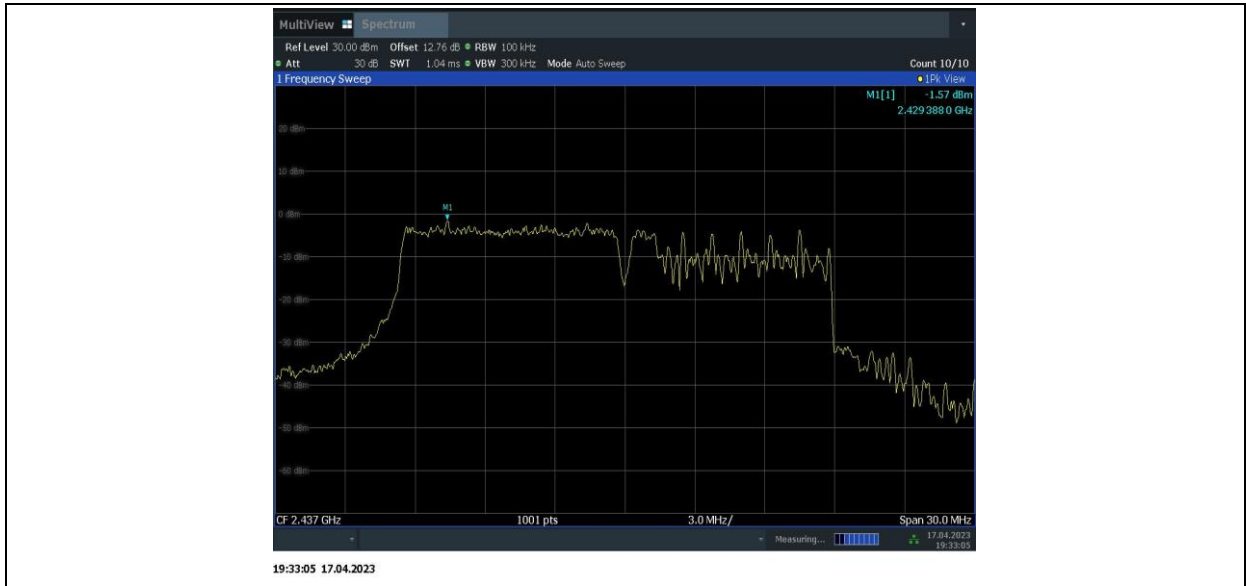 MultiView Spectrum
Ref Level 30.00 dBm Offset 12.76 dB RBW 100 kHz
Att 30 dB SWT 1.04 ms VBW 300 kHz Mode Auto Sweep Count 10/10
1 Frequency Sweep 1Pk View
M1[1] -1.57 dBm
2.429 388 0 GHz
20 dBm
10 dBm
M1
0 dBm
-10 dBm
-20 dBm
-30 dBm
-40 dBm
-50 dBm
-60 dBm
CF 2.437 GHz 1001 pts 3.0 MHz/ Span 30.0 MHz
Measuring... 17.04.2023
19:33:05
19:33:05 17.04.2023